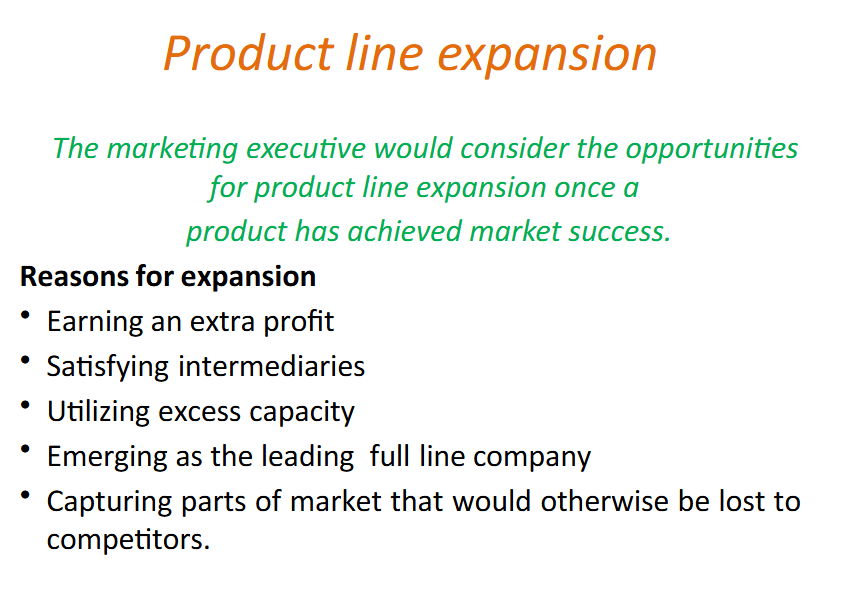 Product line expansion
The marketing executive would consider the opportunities
for product line expansion once a
product has achieved market success.
Reasons for expansion
• Earning an extra profit
• Satisfying intermediaries
• Utilizing excess capacity
• Emerging as the leading  full line company
• Capturing parts of market that would otherwise be lost to
competitors.